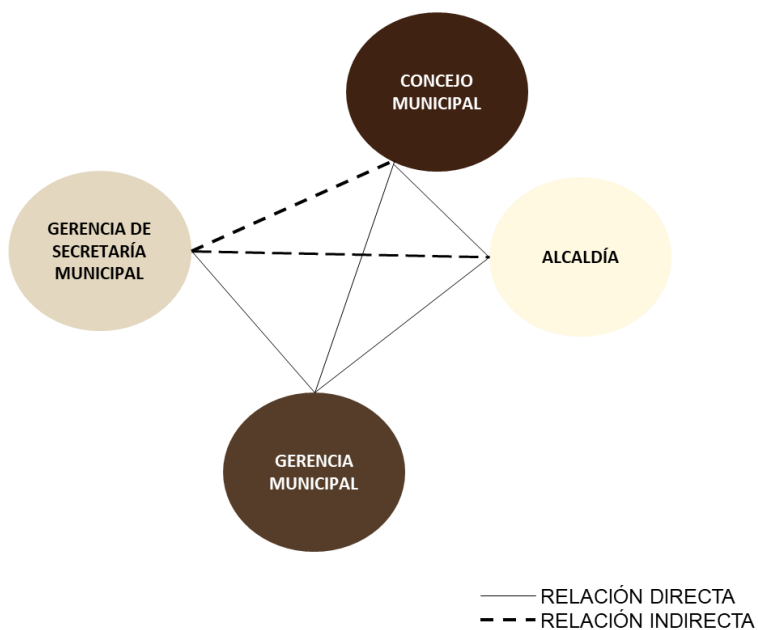 CONCEJO
MUNICIPAL
GERENCIA DE
SECRETARÍA
MUNICIPAL
ALCALDÍA
GERENCIA
MUNICIPAL
RELACIÓN DIRECTA
RELACIÓN INDIRECTA